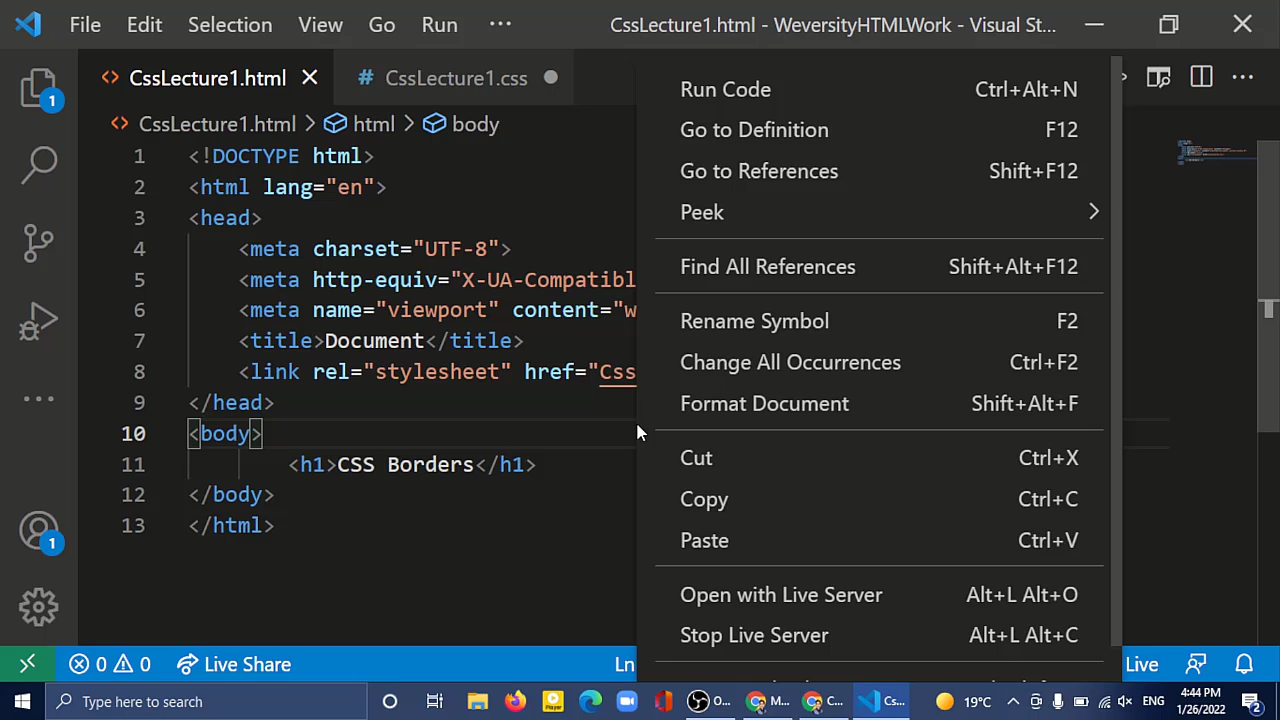 File Edit Selection View Go Run ··· CssLecture1.html - WeversityHTMLWork - Visual St...
CssLecture1.html # CssLecture1.css
CssLecture1.html > html > body
1 <!DOCTYPE html>
2 <html lang="en">
3 <head>
4 <meta charset="UTF-8">
5 <meta http-equiv="X-UA-Compatibl
6 <meta name="viewport" content="w
7 <title>Document</title>
8 <link rel="stylesheet" href="Css
9 </head>
10 <body>
11 <h1>CSS Borders</h1>
12 </body>
13 </html>
Run Code Ctrl+Alt+N
Go to Definition F12
Go to References Shift+F12
Peek
Find All References Shift+Alt+F12
Rename Symbol F2
Change All Occurrences Ctrl+F2
Format Document Shift+Alt+F
Cut Ctrl+X
Copy Ctrl+C
Paste Ctrl+V
Open with Live Server Alt+L Alt+O
Stop Live Server Alt+L Alt+C
1
1
0 0 Live Share Ln Live
Type here to search Player O... M... C... Cs... 19°C ENG 4:44 PM
1/26/2022 2